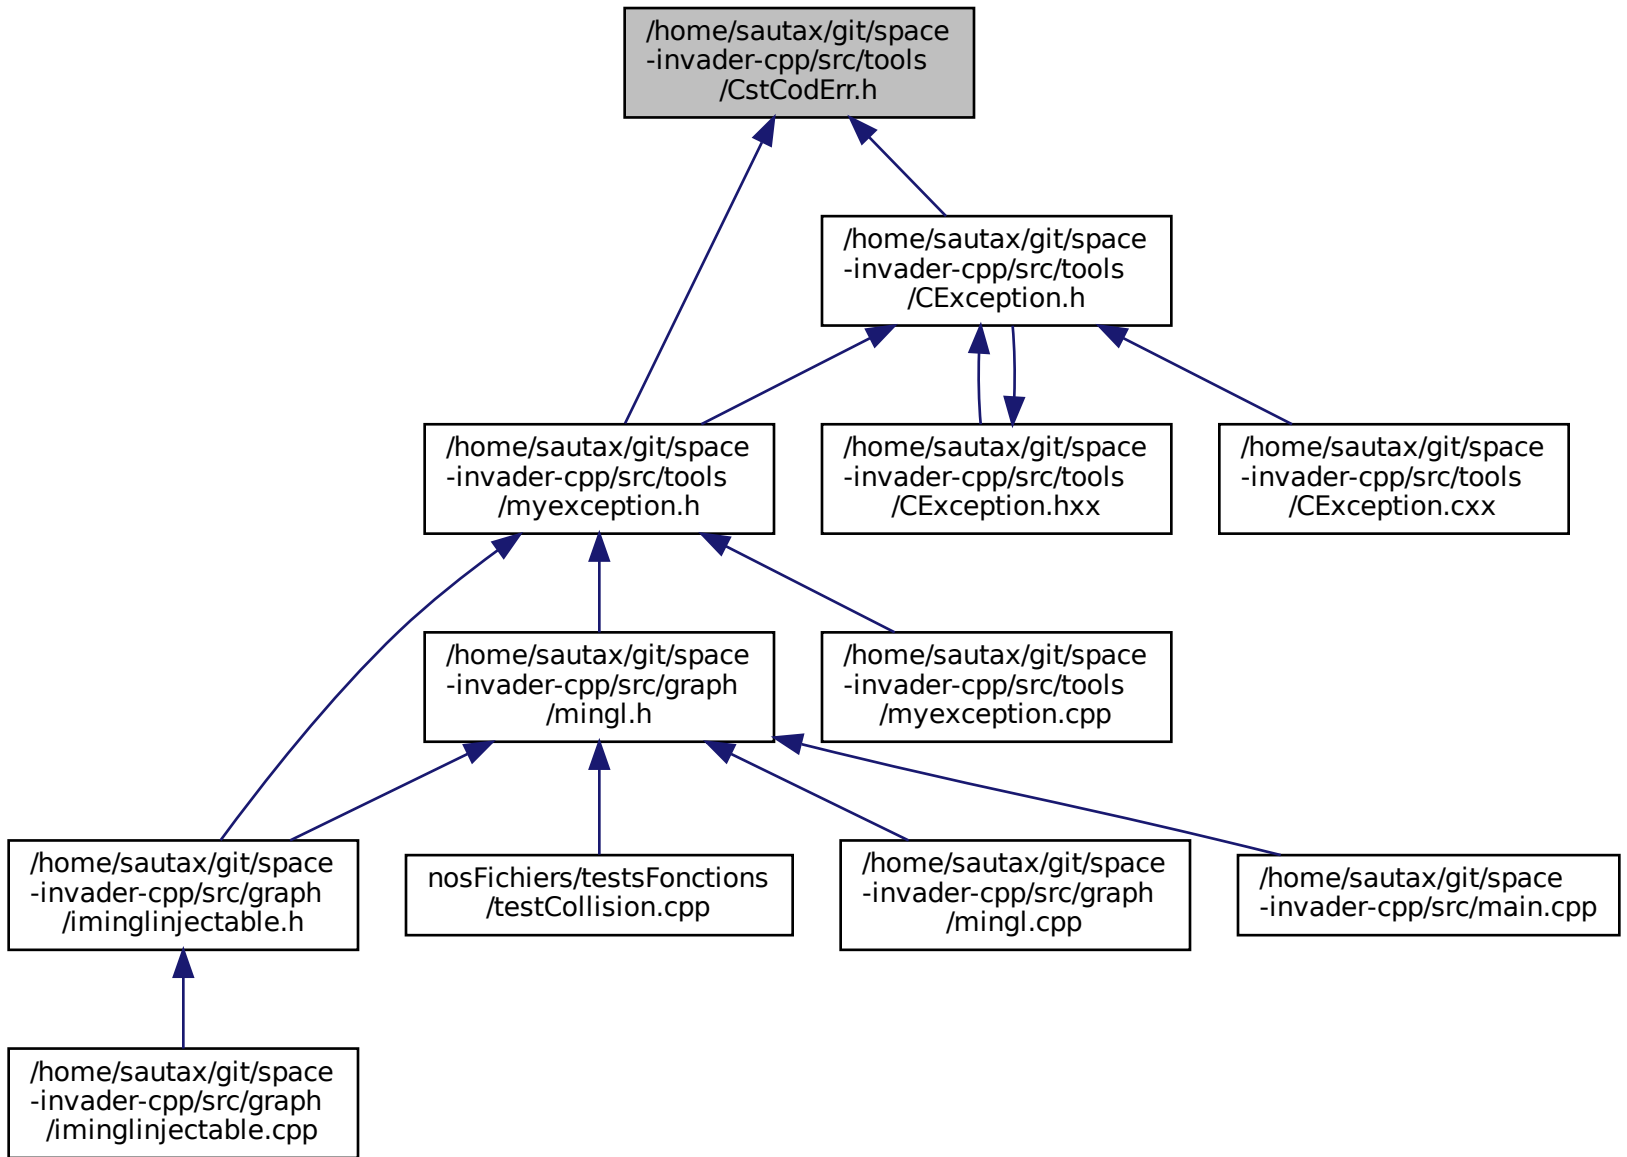 /home/sautax/git/space
-invader-cpp/src/tools
/CstCodErr.h
/home/sautax/git/space
-invader-cpp/src/tools
/CException.h
/home/sautax/git/space
-invader-cpp/src/tools
/myexception.h
/home/sautax/git/space
-invader-cpp/src/tools
/CException.hxx
/home/sautax/git/space
-invader-cpp/src/tools
/CException.cxx
/home/sautax/git/space
-invader-cpp/src/graph
/mingl.h
/home/sautax/git/space
-invader-cpp/src/tools
/myexception.cpp
/home/sautax/git/space
-invader-cpp/src/graph
/iminglinjectable.h
nosFichiers/testsFonctions
/testCollision.cpp
/home/sautax/git/space
-invader-cpp/src/graph
/mingl.cpp
/home/sautax/git/space
-invader-cpp/src/main.cpp
/home/sautax/git/space
-invader-cpp/src/graph
/iminglinjectable.cpp